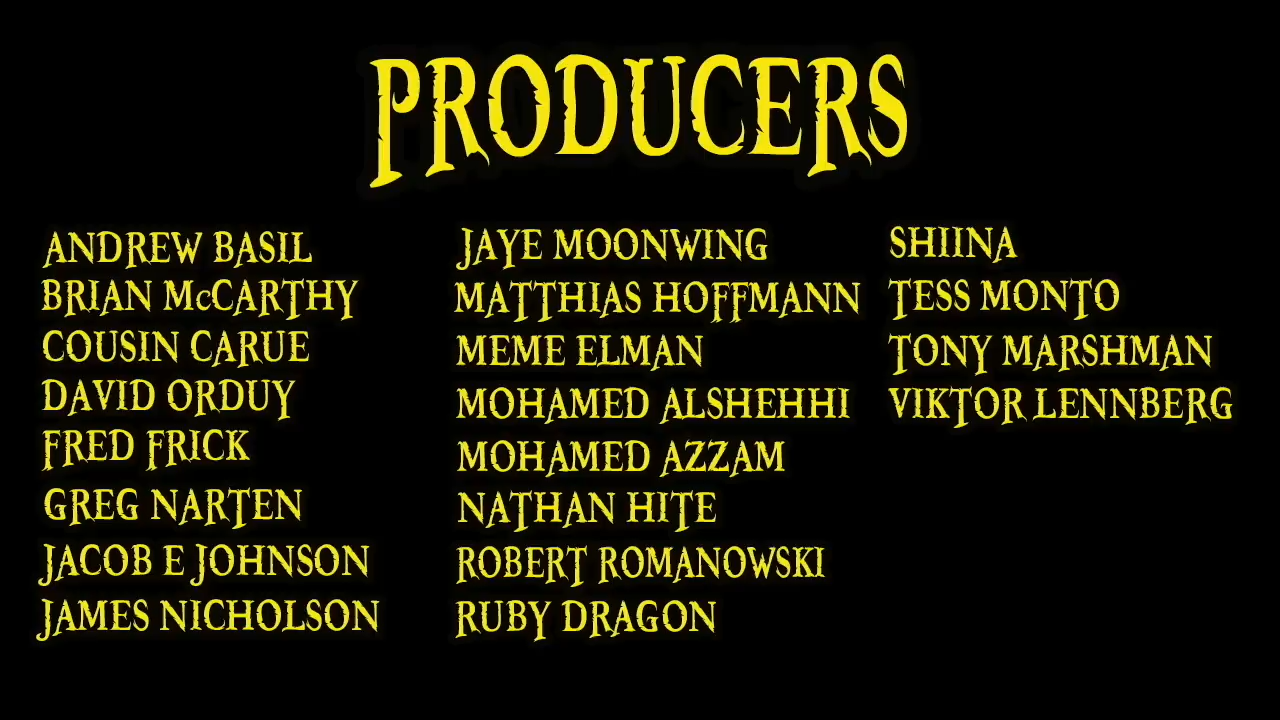 PRODUCERS
ANDREW BASIL
BRIAN McCARTHY
COUSIN CARUE
DAVID ORDUY
FRED FRICK
GREG NARTEN
JACOB E JOHNSON
JAMES NICHOLSON
JAYE MOONWING
MATTHIAS HOFFMANN
MEME ELMAN
MOHAMED ALSHEHHI
MOHAMED AZZAM
NATHAN HITE
ROBERT ROMANOWSKI
RUBY DRAGON
SHIINA
TESS MONTO
TONY MARSHMAN
VIKTOR LENNBERG